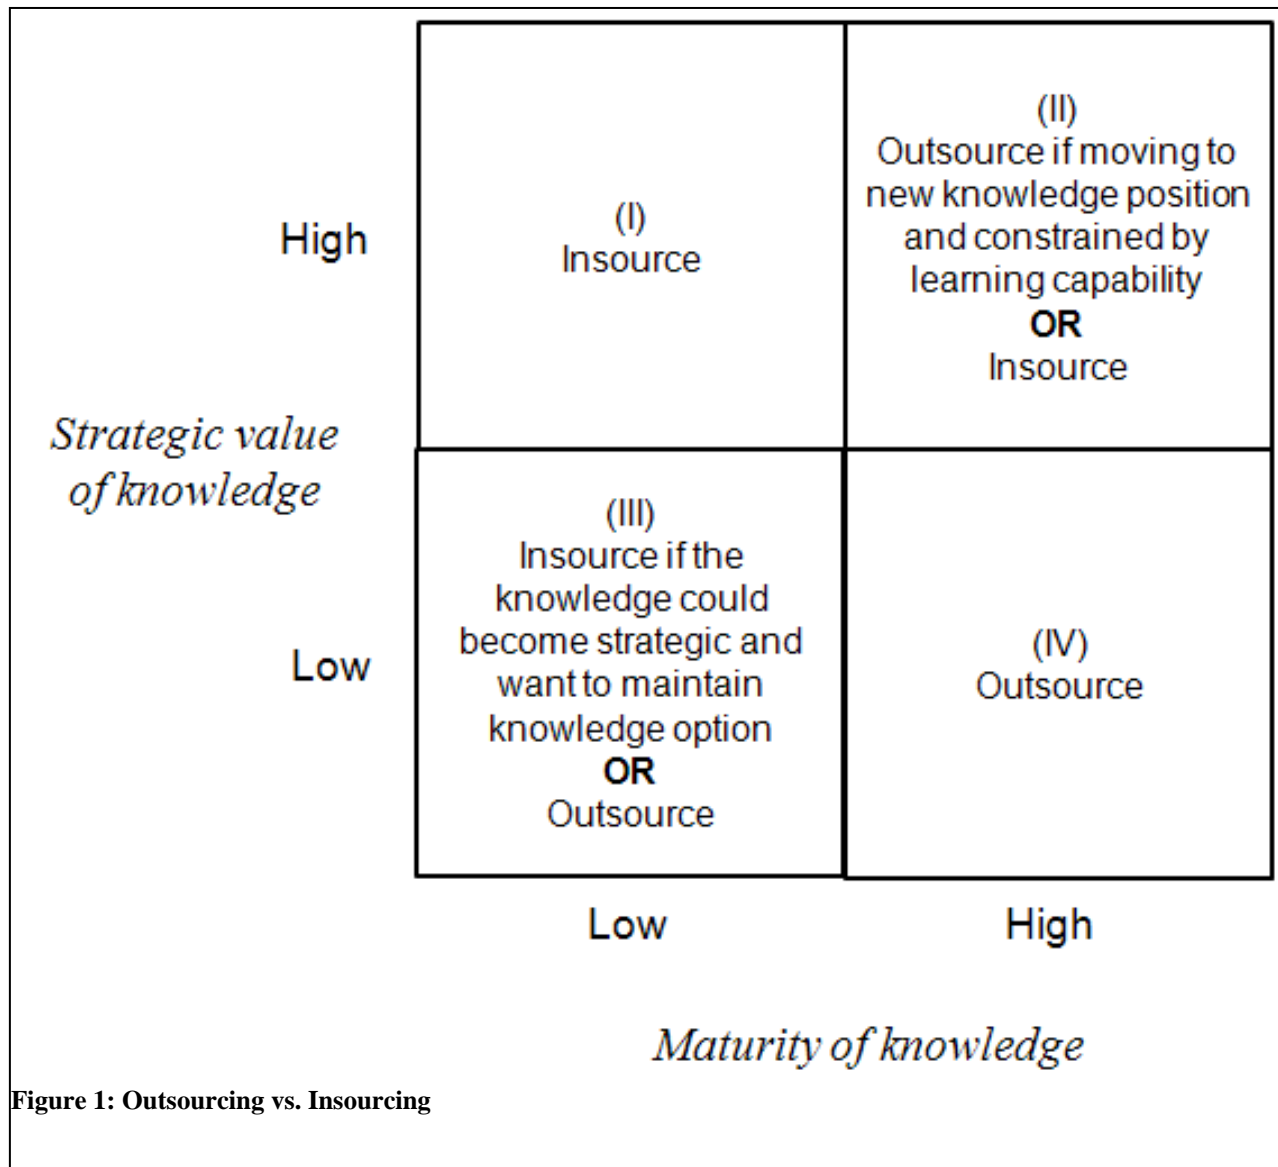 (I)
Insource
(II)
Outsource if moving to
new knowledge position
and constrained by
learning capability
OR
Insource
High
Strategic value
of knowledge
(III)
Insource if the
knowledge could
become strategic and
want to maintain
knowledge option
OR
Outsource
(IV)
Outsource
Low
Low
High
Maturity of knowledge
Figure 1: Outsourcing vs. Insourcing